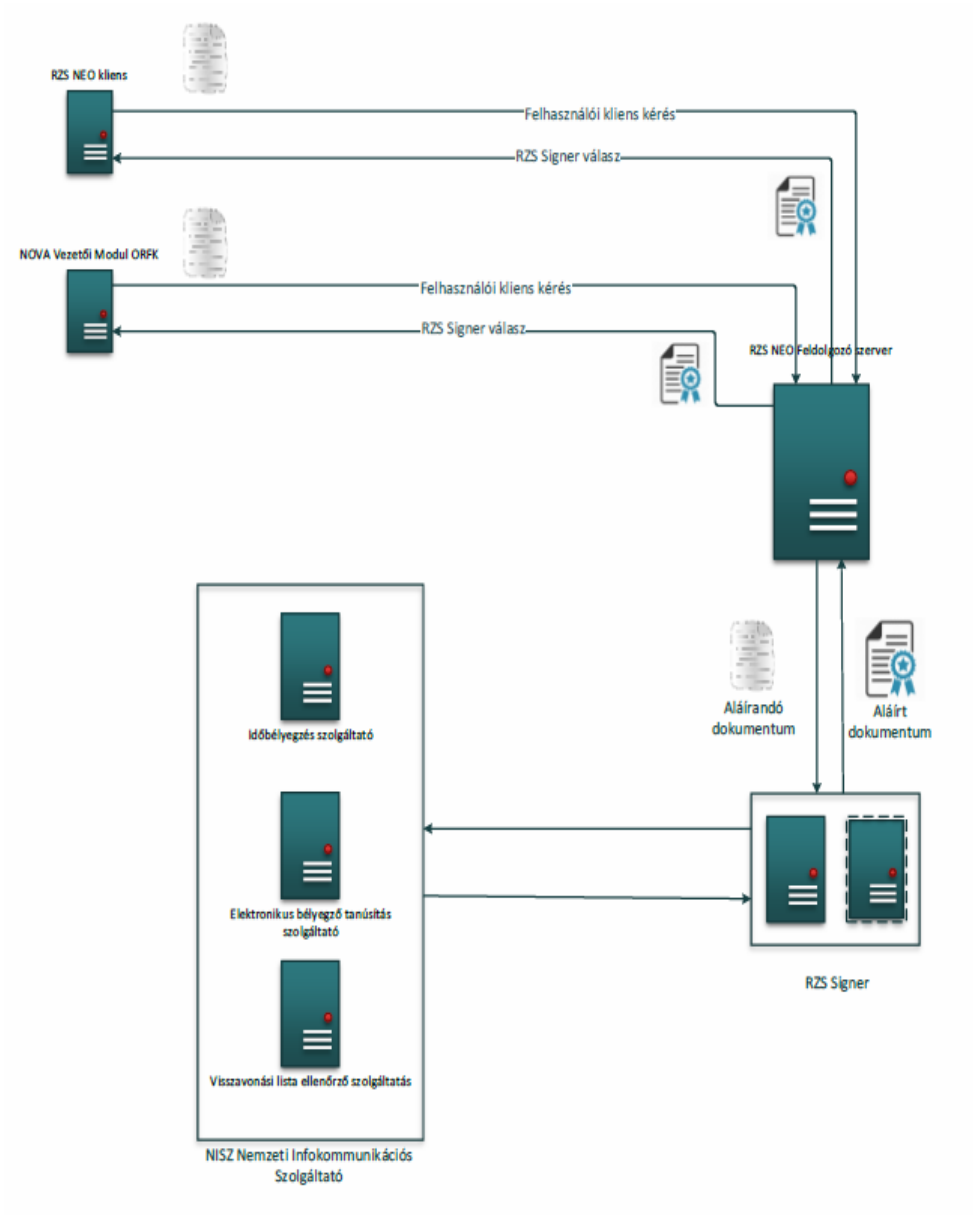 RZS NEO kliens
Felhasználói kliens kérés
RZS Signer válasz
NOVA Vezetői Modul ORFK
Felhasználói kliens kérés
RZS Signer válasz
RZS NEO Feldolgozó szerver
Aláírandó
dokumentum
Aláírt
dokumentum
Időbélyegzés szolgáltató
Elektronikus bélyegző tanúsítás
szolgáltató
Visszavonási lista ellenőrző szolgáltatás
RZS Signer
NISZ Nemzeti Infokommunikációs
Szolgáltató